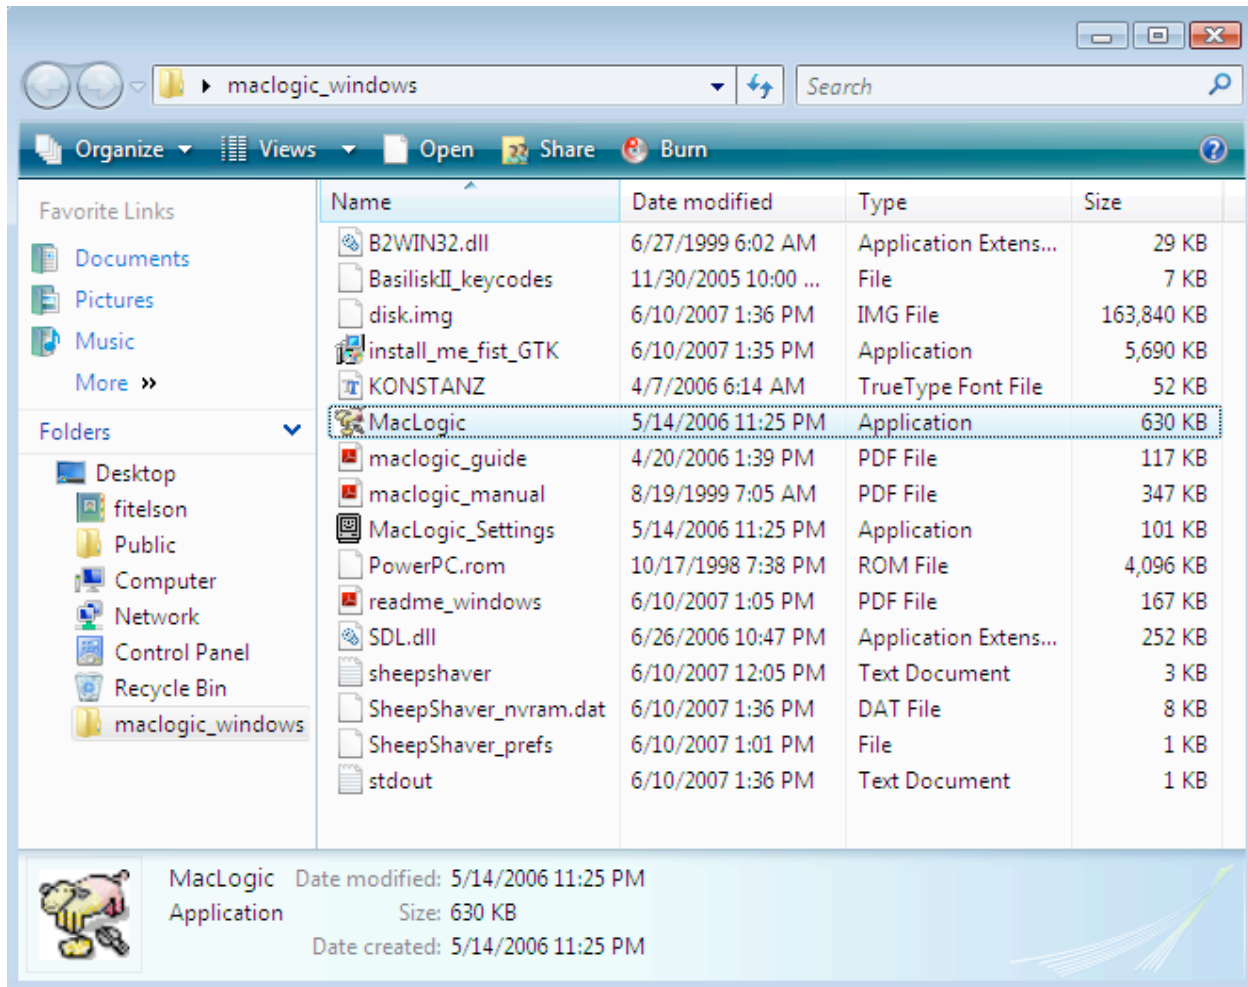 maclogic_windows Search
Organize Views Open Share Burn
Favorite Links
Documents
Pictures
Music
More »
Folders
Desktop
fitelson
Public
Computer
Network
Control Panel
Recycle Bin
maclogic_windows
Name Date modified Type Size
B2WIN32.dll 6/27/1999 6:02 AM Application Extens... 29 KB
BasiliskII_keycodes 11/30/2005 10:00 ... File 7 KB
disk.img 6/10/2007 1:36 PM IMG File 163,840 KB
install_me_fist_GTK 6/10/2007 1:35 PM Application 5,690 KB
KONSTANZ 4/7/2006 6:14 AM TrueType Font File 52 KB
MacLogic 5/14/2006 11:25 PM Application 630 KB
maclogic_guide 4/20/2006 1:39 PM PDF File 117 KB
maclogic_manual 8/19/1999 7:05 AM PDF File 347 KB
MacLogic_Settings 5/14/2006 11:25 PM Application 101 KB
PowerPC.rom 10/17/1998 7:38 PM ROM File 4,096 KB
readme_windows 6/10/2007 1:05 PM PDF File 167 KB
SDL.dll 6/26/2006 10:47 PM Application Extens... 252 KB
sheepshaver 6/10/2007 12:05 PM Text Document 3 KB
SheepShaver_nvram.dat 6/10/2007 1:36 PM DAT File 8 KB
SheepShaver_prefs 6/10/2007 1:01 PM File 1 KB
stdout 6/10/2007 1:36 PM Text Document 1 KB
MacLogic Date modified: 5/14/2006 11:25 PM
Application Size: 630 KB
Date created: 5/14/2006 11:25 PM